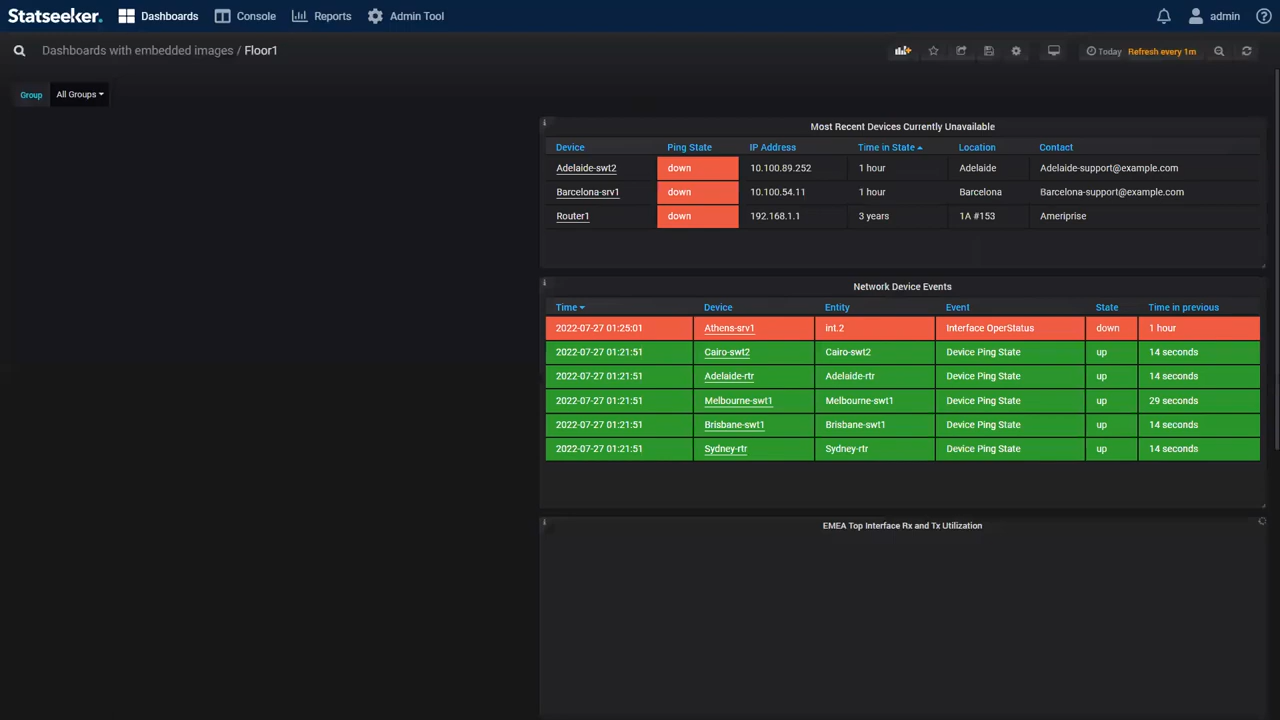 Statseeker. Dashboards Console Reports Admin Tool admin
Dashboards with embedded images / Floor1 Today Refresh every 1m
Group All Groups
Most Recent Devices Currently Unavailable
Device Ping State IP Address Time in State Location Contact
Adelaide-swt2 down 10.100.89.252 1 hour Adelaide Adelaide-support@example.com
Barcelona-srv1 down 10.100.54.11 1 hour Barcelona Barcelona-support@example.com
Router1 down 192.168.1.1 3 years 1A #153 Ameriprise
Network Device Events
Time Device Entity Event State Time in previous
2022-07-27 01:25:01 Athens-srv1 int.2 Interface OperStatus down 1 hour
2022-07-27 01:21:51 Cairo-swt2 Cairo-swt2 Device Ping State up 14 seconds
2022-07-27 01:21:51 Adelaide-rtr Adelaide-rtr Device Ping State up 14 seconds
2022-07-27 01:21:51 Melbourne-swt1 Melbourne-swt1 Device Ping State up 29 seconds
2022-07-27 01:21:51 Brisbane-swt1 Brisbane-swt1 Device Ping State up 14 seconds
2022-07-27 01:21:51 Sydney-rtr Sydney-rtr Device Ping State up 14 seconds
EMEA Top Interface Rx and Tx Utilization